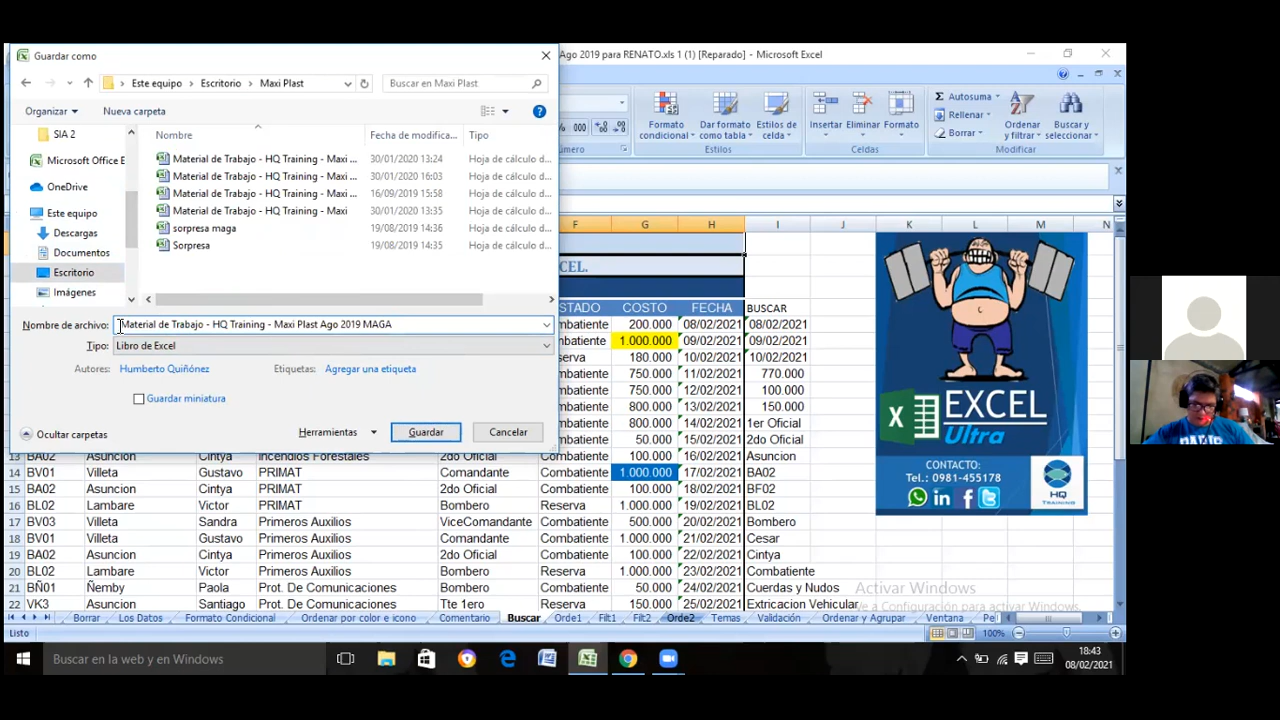 Guardar como
Ago 2019 para RENATO.xls 1 (1) [Reparado] - Microsoft Excel
Este equipo > Escritorio > Maxi Plast
Buscar en Maxi Plast
Organizar
Nueva carpeta
Nombre
Fecha de modifica...
Tipo
SIA 2
Microsoft Office E
OneDrive
Este equipo
Descargas
Documentos
Escritorio
Imágenes
Material de Trabajo - HQ Training - Maxi ... 30/01/2020 13:24 Hoja de cálculo d...
Material de Trabajo - HQ Training - Maxi ... 30/01/2020 16:03 Hoja de cálculo d...
Material de Trabajo - HQ Training - Maxi ... 16/09/2019 15:58 Hoja de cálculo d...
Material de Trabajo - HQ Training - Maxi 30/01/2020 13:35 Hoja de cálculo d...
sorpresa maga 19/08/2019 14:36 Hoja de cálculo d...
Sorpresa 19/08/2019 14:35 Hoja de cálculo d...
Nombre de archivo: Material de Trabajo - HQ Training - Maxi Plast Ago 2019 MAGA
Tipo: Libro de Excel
Autores: Humberto Quiñónez Etiquetas: Agregar una etiqueta
Guardar miniatura
Ocultar carpetas
Herramientas
Guardar
Cancelar
% 000
Formato condicional
Dar formato como tabla
Estilos de celda
Insertar
Eliminar
Formato
Autosuma
Rellenar
Borrar
Ordenar y filtrar
Buscar y seleccionar
úmero
Estilos
Celdas
Modificar
F G H I J K L M N
CEL.
STADO COSTO FECHA BUSCAR
mbatiente 200.000 08/02/2021 08/02/2021
mbatiente 1.000.000 09/02/2021 09/02/2021
serva 180.000 10/02/2021 10/02/2021
mbatiente 750.000 11/02/2021 770.000
mbatiente 750.000 12/02/2021 100.000
mbatiente 800.000 13/02/2021 150.000
mbatiente 800.000 14/02/2021 1er Oficial
mbatiente 50.000 15/02/2021 2do Oficial
13 BA02 Asuncion Cintya Incendios Forestales 2do Oficial Combatiente 100.000 16/02/2021 Asuncion
14 BV01 Villeta Gustavo PRIMAT Comandante Combatiente 1.000.000 17/02/2021 BA02
15 BA02 Asuncion Cintya PRIMAT 2do Oficial Combatiente 100.000 18/02/2021 BF02
16 BL02 Lambare Victor PRIMAT Bombero Reserva 1.000.000 19/02/2021 BL02
17 BV03 Villeta Sandra Primeros Auxilios ViceComandante Combatiente 500.000 20/02/2021 Bombero
18 BV01 Villeta Gustavo Primeros Auxilios Comandante Combatiente 1.000.000 21/02/2021 Cesar
19 BA02 Asuncion Cintya Primeros Auxilios 2do Oficial Combatiente 100.000 22/02/2021 Cintya
20 BL02 Lambare Victor Primeros Auxilios Bombero Reserva 1.000.000 23/02/2021 Combatiente
21 BÑ01 Ñemby Paola Prot. De Comunicaciones Bombero Combatiente 50.000 24/02/2021 Cuerdas y Nudos
22 VK3 Asuncion Santiago Prot. De Comunicaciones Tte 1ero Reserva 150.000 25/02/2021 Extricacion Vehicular
EXCEL
Ultra
CONTACTO:
Tel.: 0981-455178
HQ
TRAINING
Activar Windows
Ve a Configuración para activar Windows.
Borrar Los Datos Formato Condicional Ordenar por color e icono Comentario Buscar Orde1 Filt1 Filt2 Orde2 Temas Validación Ordenar y Agrupar Ventana Pe
Listo
100%
Buscar en la web y en Windows
18:43
08/02/2021